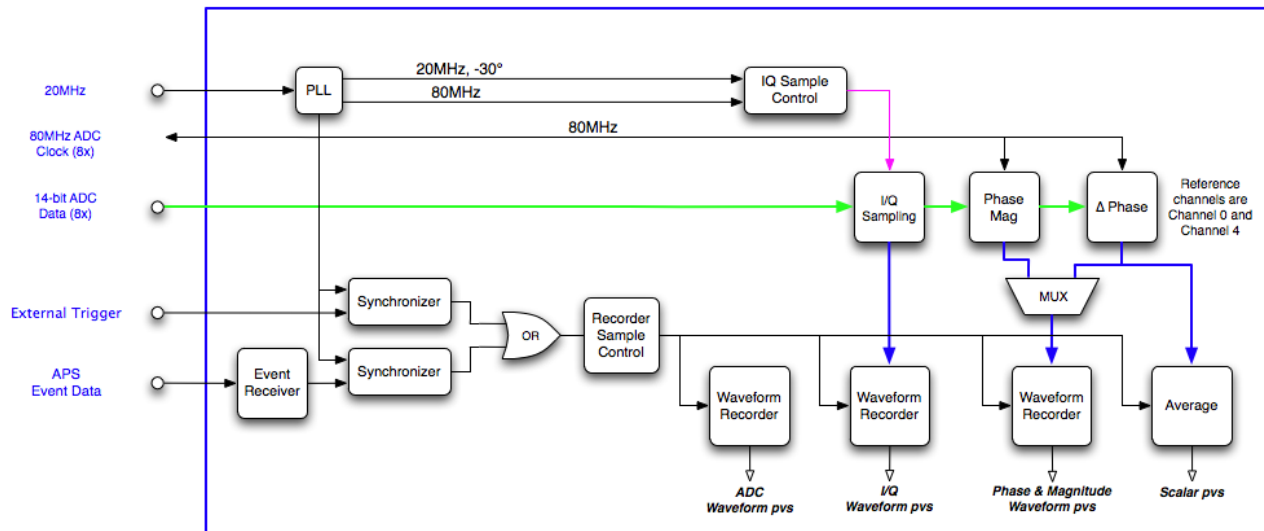 20MHz, -30°
20MHz
PLL
80MHz
IQ Sample
Control
80MHz ADC
Clock (8x)
80MHz
14-bit ADC
Data (8x)
I/Q
Sampling
Phase
Mag
Δ Phase
Reference
channels are
Channel 0 and
Channel 4
External Trigger
Synchronizer
MUX
OR
Recorder
Sample
Control
APS
Event Data
Event
Receiver
Synchronizer
Waveform
Recorder
Waveform
Recorder
Waveform
Recorder
Average
ADC
Waveform pvs
I/Q
Waveform pvs
Phase & Magnitude
Waveform pvs
Scalar pvs